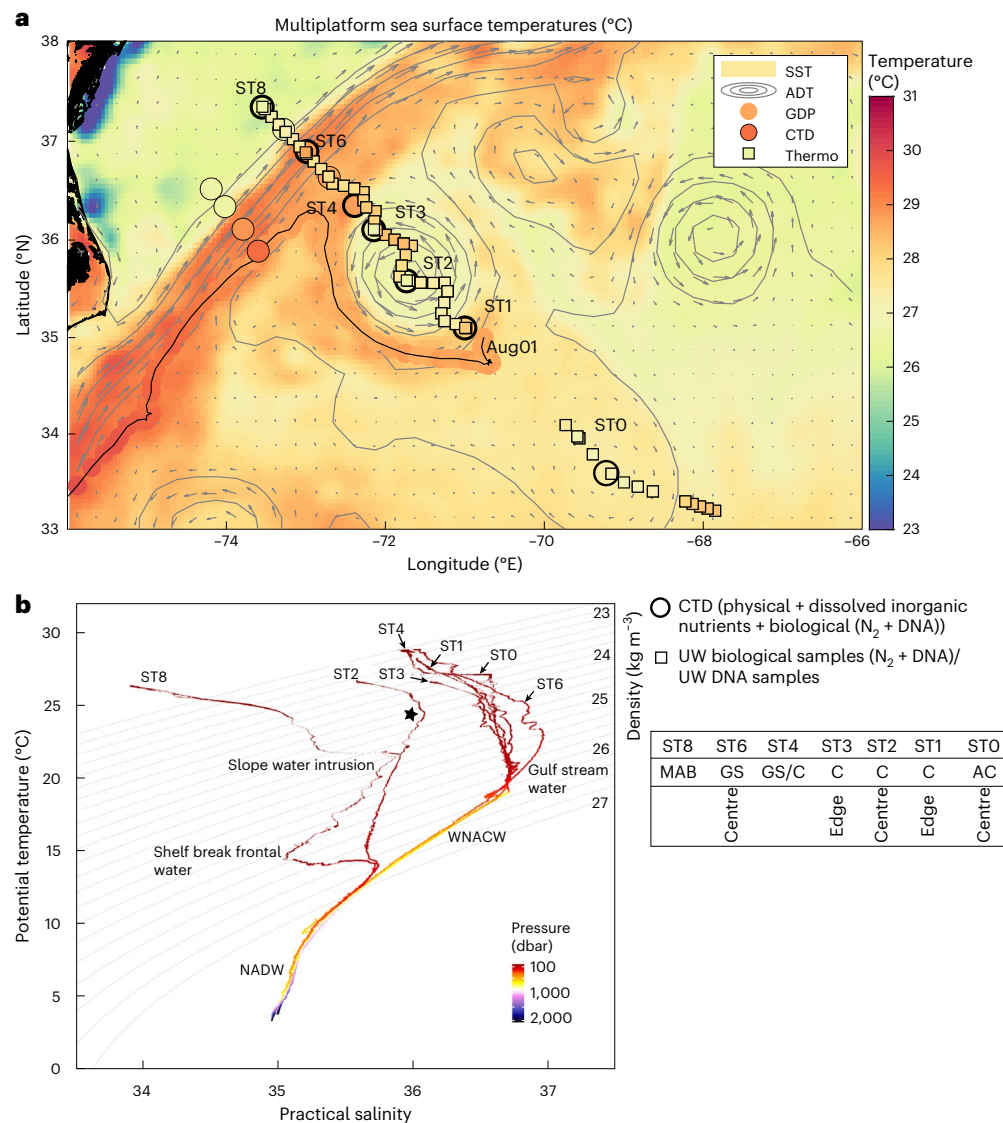 a
Multiplatform sea surface temperatures (°C)
38
37
36
35
34
33
Latitude (°N)
−74
−72
−70
−68
−66
Longitude (°E)
ST8
ST6
ST4
ST3
ST2
ST1
Aug01
ST0
SST
ADT
GDP
CTD
Thermo
Temperature
(°C)
31
30
29
28
27
26
25
24
23
b
30
25
20
15
10
5
0
Potential temperature (°C)
34
35
36
37
Practical salinity
ST8
ST2
ST4
ST3
ST1
ST0
ST6
Slope water intrusion
Shelf break frontal
water
Gulf stream
water
WNACW
NADW
Pressure
(dbar)
100
1,000
2,000
23
24
25
26
27
Density (kg m−3)
CTD (physical + dissolved inorganic
nutrients + biological (N2 + DNA))
UW biological samples (N2 + DNA)/
UW DNA samples
ST8 ST6 ST4 ST3 ST2 ST1 ST0
MAB GS GS/C C C C AC
Centre Edge Centre Edge Centre